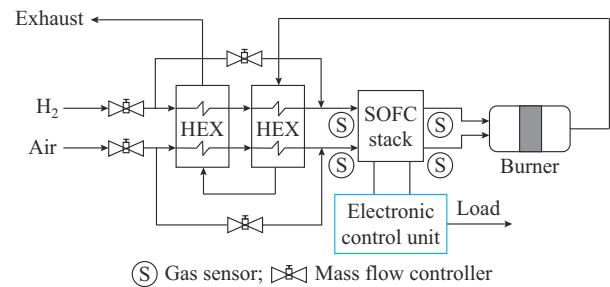 Exhaust
H₂
HEX
HEX
SOFC
stack
S
S
S
S
Air
Burner
Electronic
control unit
Load
S Gas sensor; Mass flow controller